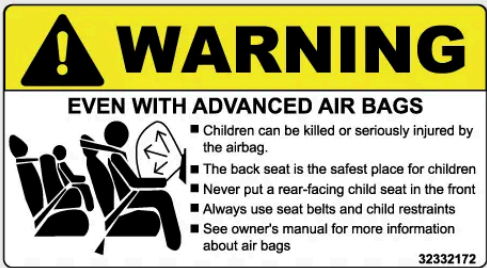 WARNING
EVEN WITH ADVANCED AIR BAGS
■ Children can be killed or seriously injured by
the airbag.
■ The back seat is the safest place for children
■ Never put a rear-facing child seat in the front
■ Always use seat belts and child restraints
■ See owner's manual for more information
about air bags
32332172